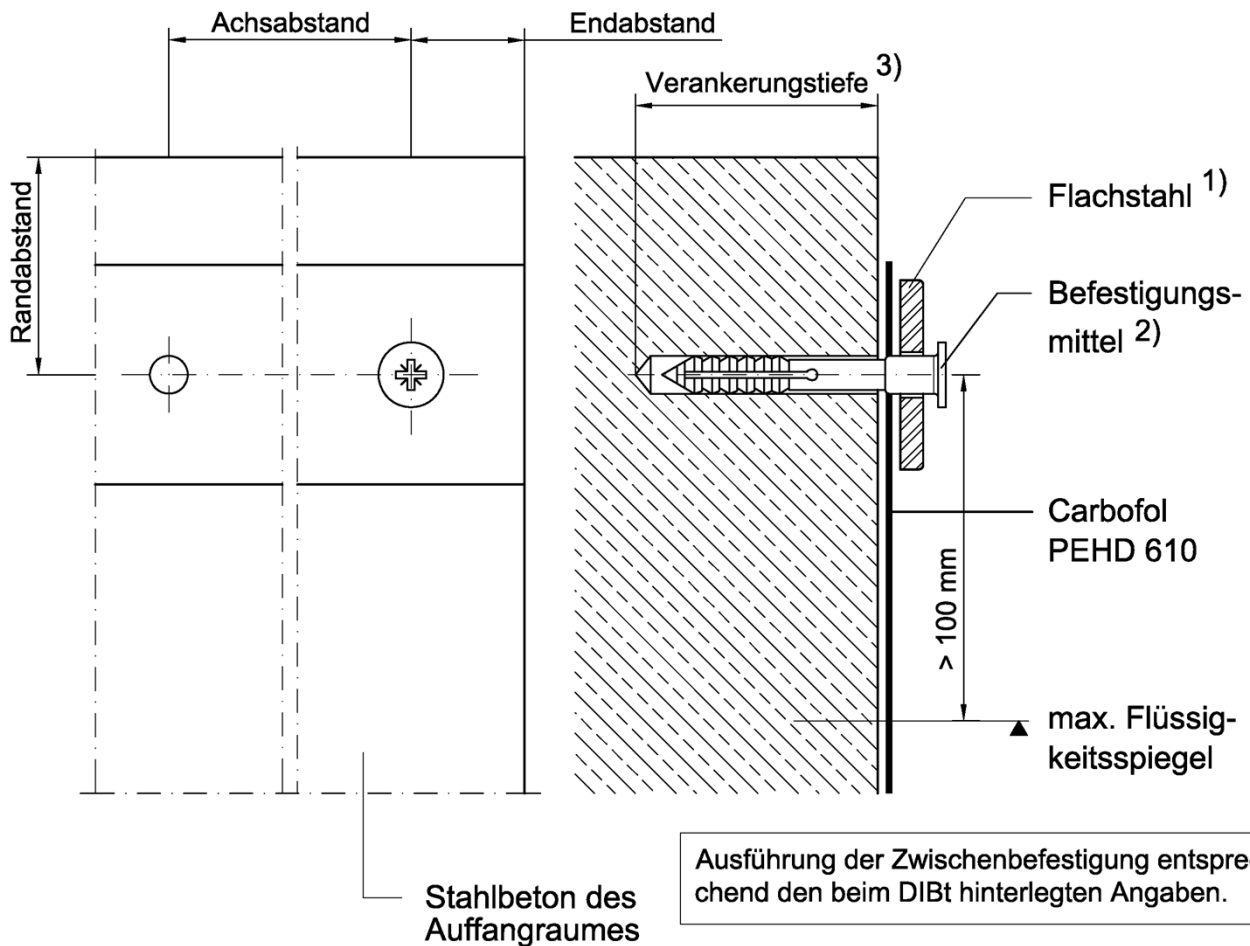 Achsabstand
Endabstand
Verankerungstiefe 3)
Randabstand
Flachstahl 1)
Befestigungs-
mittel 2)
Carbofol
PEHD 610
> 100 mm
max. Flüssig-
keitsspiegel
Stahlbeton des
Auffangraumes
Ausführung der Zwischenbefestigung entspre-
chend den beim DIBt hinterlegten Angaben.